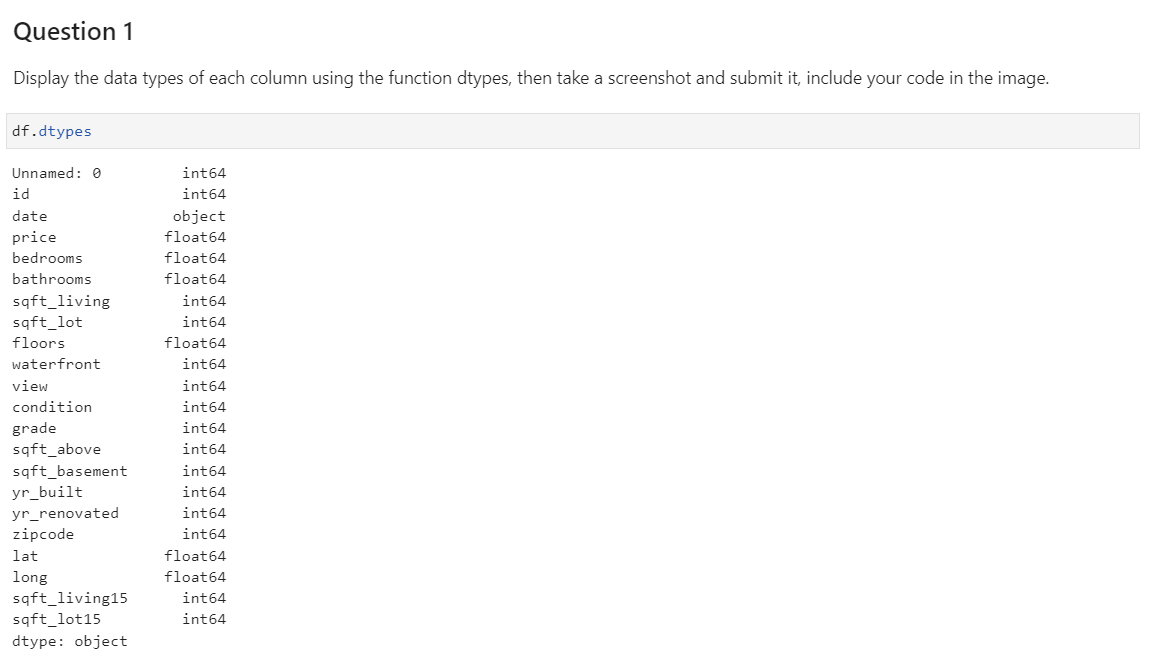 Question 1
Display the data types of each column using the function dtypes, then take a screenshot and submit it, include your code in the image.
df.dtypes
Unnamed: 0 int64
id int64
date object
price float64
bedrooms float64
bathrooms float64
sqft_living int64
sqft_lot int64
floors float64
waterfront int64
view int64
condition int64
grade int64
sqft_above int64
sqft_basement int64
yr_built int64
yr_renovated int64
zipcode int64
lat float64
long float64
sqft_living15 int64
sqft_lot15 int64
dtype: object